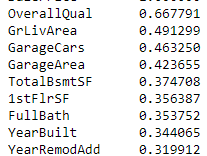 OverallQual 0.667791
GrLivArea 0.491299
GarageCars 0.463250
GarageArea 0.423655
TotalBsmtSF 0.374708
1stFlrSF 0.356387
FullBath 0.353752
YearBuilt 0.344065
YearRemodAdd 0.319912